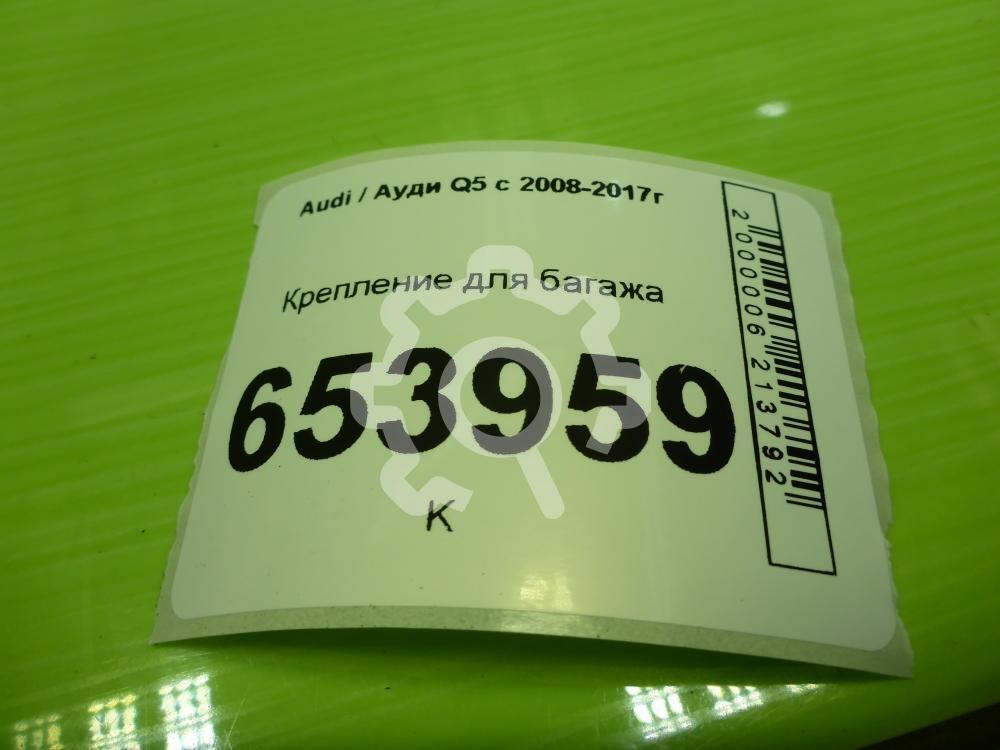 Audi / Ауди Q5 с 2008-2017г
Крепление для багажа
653959
К
2000006213792